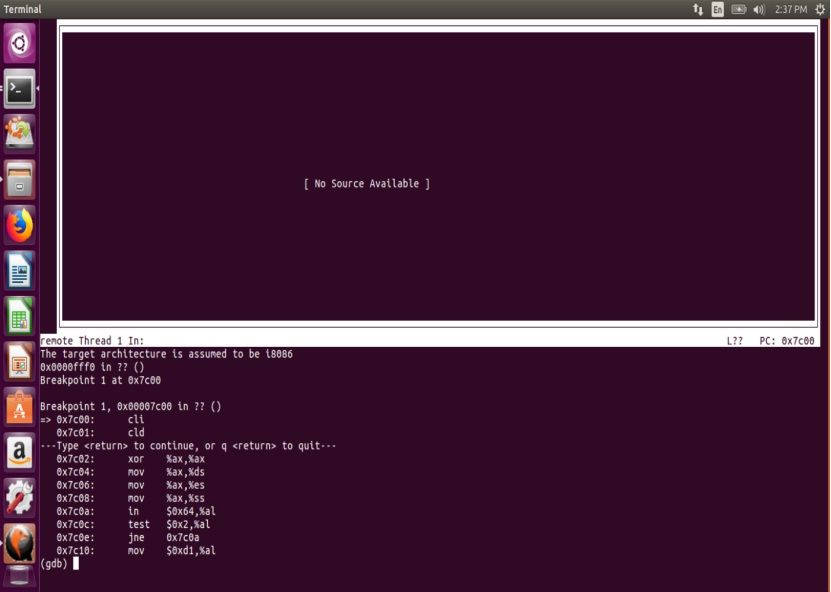 Terminal
En
2:37 PM
[ No Source Available ]
remote Thread 1 In: L?? PC: 0x7c00
The target architecture is assumed to be i8086
0x0000fff0 in ?? ()
Breakpoint 1 at 0x7c00
Breakpoint 1, 0x00007c00 in ?? ()
=> 0x7c00: cli
0x7c01: cld
---Type <return> to continue, or q <return> to quit---
0x7c02: xor %ax,%ax
0x7c04: mov %ax,%ds
0x7c06: mov %ax,%es
0x7c08: mov %ax,%ss
0x7c0a: in $0x64,%al
0x7c0c: test $0x2,%al
0x7c0e: jne 0x7c0a
0x7c10: mov $0xd1,%al
(gdb)